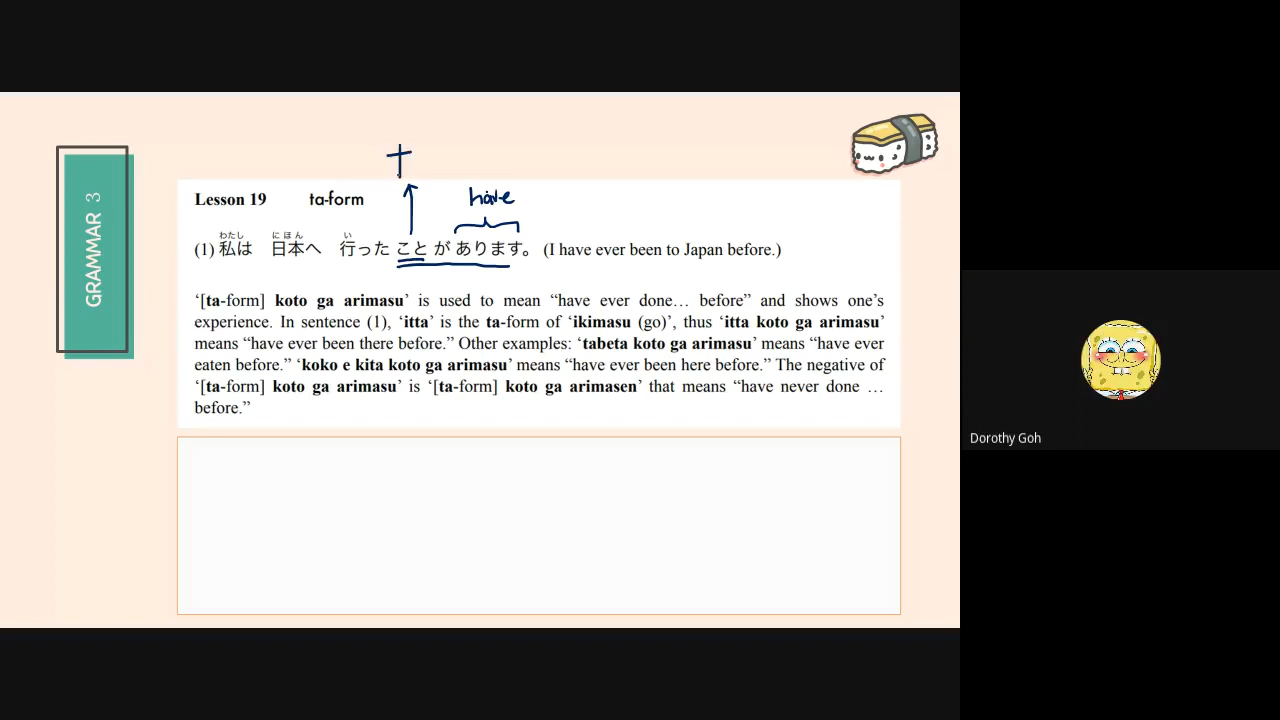 GRAMMAR 3
Lesson 19 ta-form
have
わたし にほん い
(1) 私は 日本へ 行った こと が あります。 (I have ever been to Japan before.)
‘[ta-form] koto ga arimasu’ is used to mean “have ever done… before” and shows one’s
experience. In sentence (1), ‘itta’ is the ta-form of ‘ikimasu (go)’, thus ‘itta koto ga arimasu’
means “have ever been there before.” Other examples: ‘tabeta koto ga arimasu’ means “have ever
eaten before.” ‘koko e kita koto ga arimasu’ means “have ever been here before.” The negative of
‘[ta-form] koto ga arimasu’ is ‘[ta-form] koto ga arimasen’ that means “have never done …
before.”
Dorothy Goh